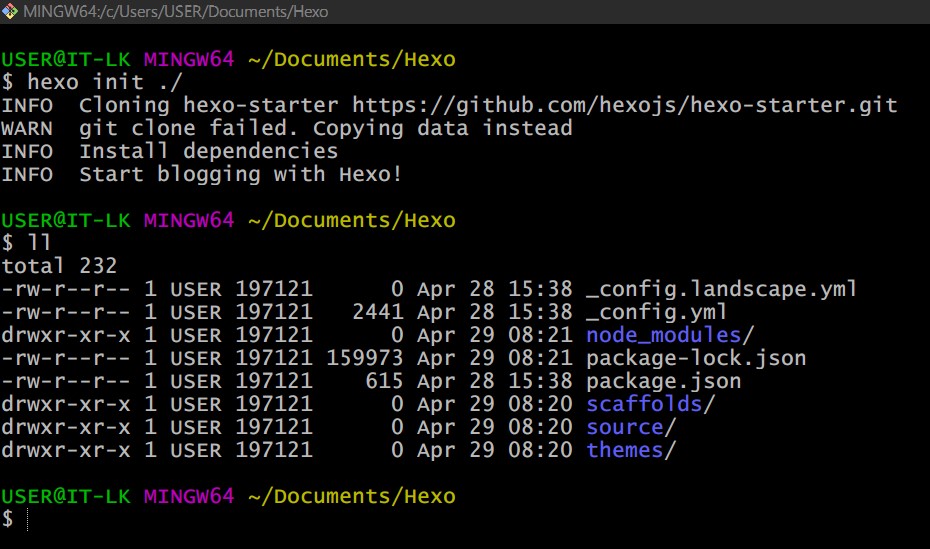 MINGW64:/c/Users/USER/Documents/Hexo
USER@IT-LK MINGW64 ~/Documents/Hexo
$ hexo init ./
INFO  Cloning hexo-starter https://github.com/hexojs/hexo-starter.git
WARN  git clone failed. Copying data instead
INFO  Install dependencies
INFO  Start blogging with Hexo!
USER@IT-LK MINGW64 ~/Documents/Hexo
$ ll
total 232
-rw-r--r-- 1 USER 197121      0 Apr 28 15:38 _config.landscape.yml
-rw-r--r-- 1 USER 197121   2441 Apr 28 15:38 _config.yml
drwxr-xr-x 1 USER 197121      0 Apr 29 08:21 node_modules/
-rw-r--r-- 1 USER 197121 159973 Apr 29 08:21 package-lock.json
-rw-r--r-- 1 USER 197121    615 Apr 28 15:38 package.json
drwxr-xr-x 1 USER 197121      0 Apr 29 08:20 scaffolds/
drwxr-xr-x 1 USER 197121      0 Apr 29 08:20 source/
drwxr-xr-x 1 USER 197121      0 Apr 29 08:20 themes/
USER@IT-LK MINGW64 ~/Documents/Hexo
$